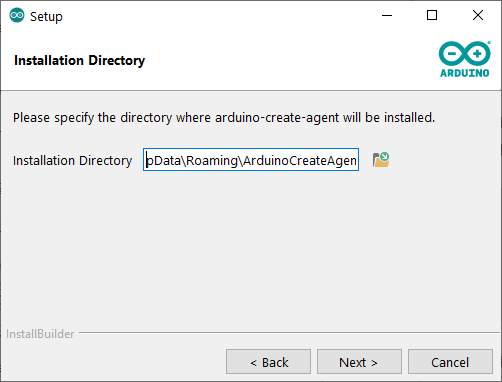 Setup
Installation Directory
ARDUINO
Please specify the directory where arduino-create-agent will be installed.
Installation Directory pData\Roaming\ArduinoCreateAgen
InstallBuilder
< Back Next > Cancel